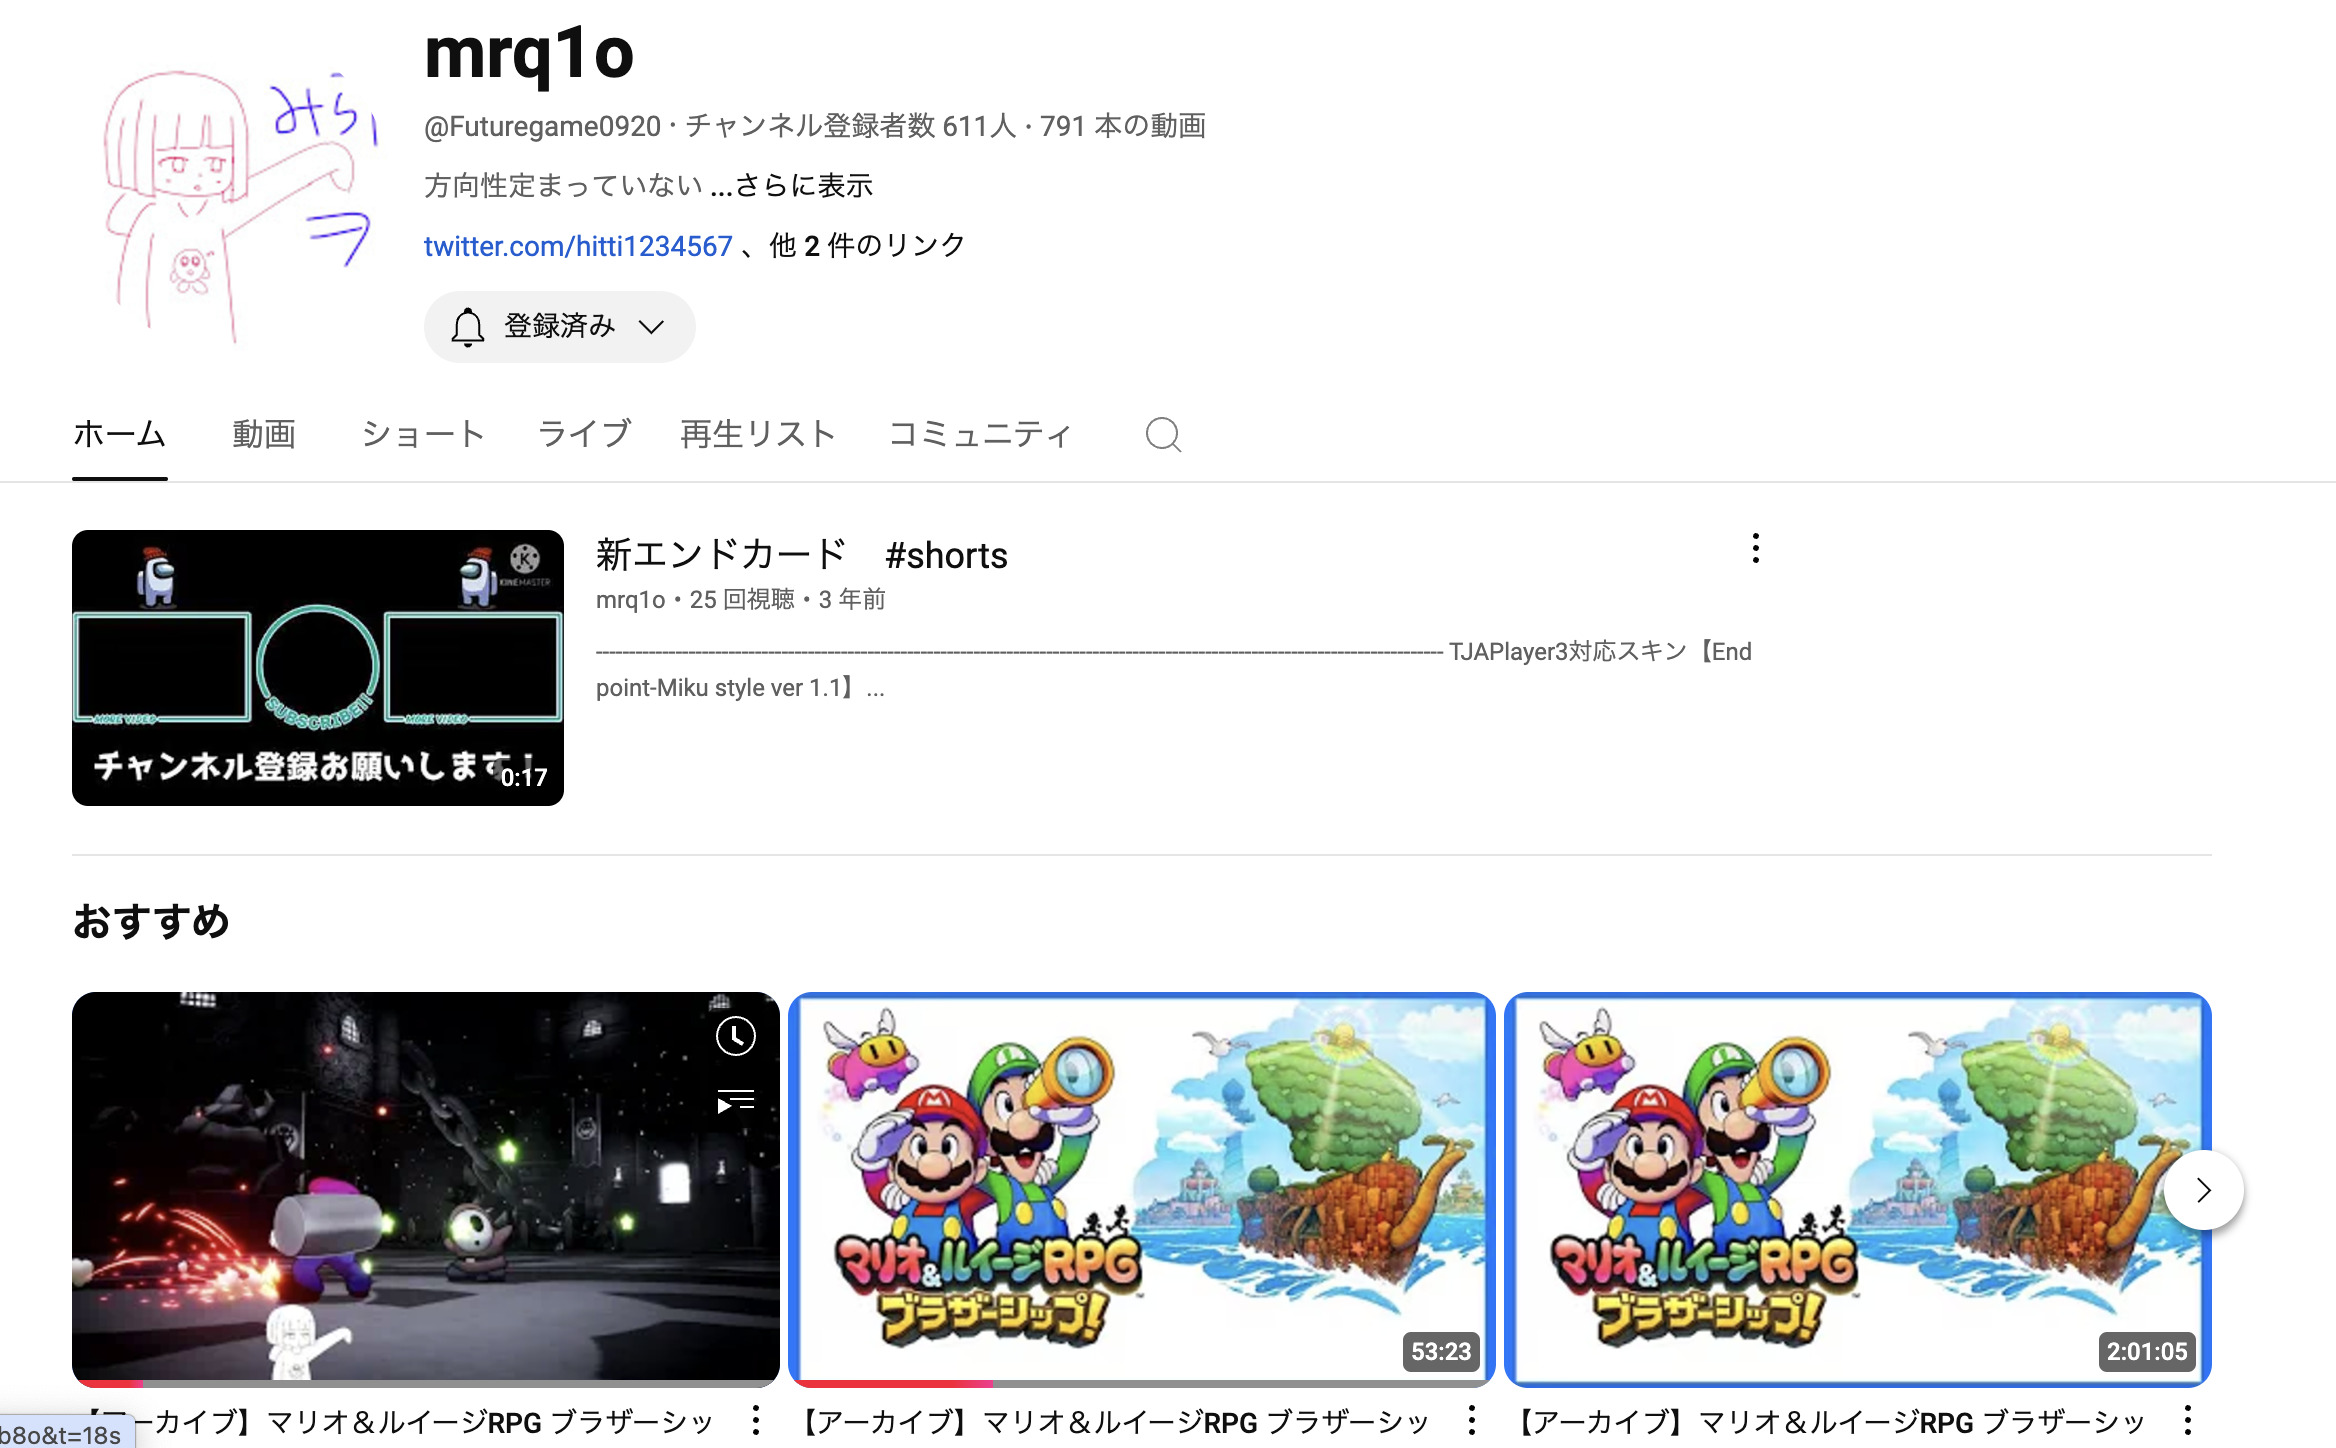 mrq1o
みらい
@Futuregame0920 · チャンネル登録者数 611人 · 791 本の動画
方向性定まっていない ...さらに表示
twitter.com/hitti1234567 、他 2 件のリンク
登録済み
ホーム 動画 ショート ライブ 再生リスト コミュニティ
KINEMASTER
SUBSCRIBE!!
MORE VIDEO MORE VIDEO
チャンネル登録お願いします！
0:17
新エンドカード #shorts
mrq1o・25 回視聴・3 年前
TJAPlayer3対応スキン【End
point-Miku style ver 1.1】...
おすすめ
マリオ&ルイージRPG
ブラザーシップ!
53:23
マリオ&ルイージRPG
ブラザーシップ!
2:01:05
ーカイブ】マリオ＆ルイージRPG ブラザーシッ
【アーカイブ】マリオ＆ルイージRPG ブラザーシッ
【アーカイブ】マリオ＆ルイージRPG ブラザーシッ
b8o&t=18s